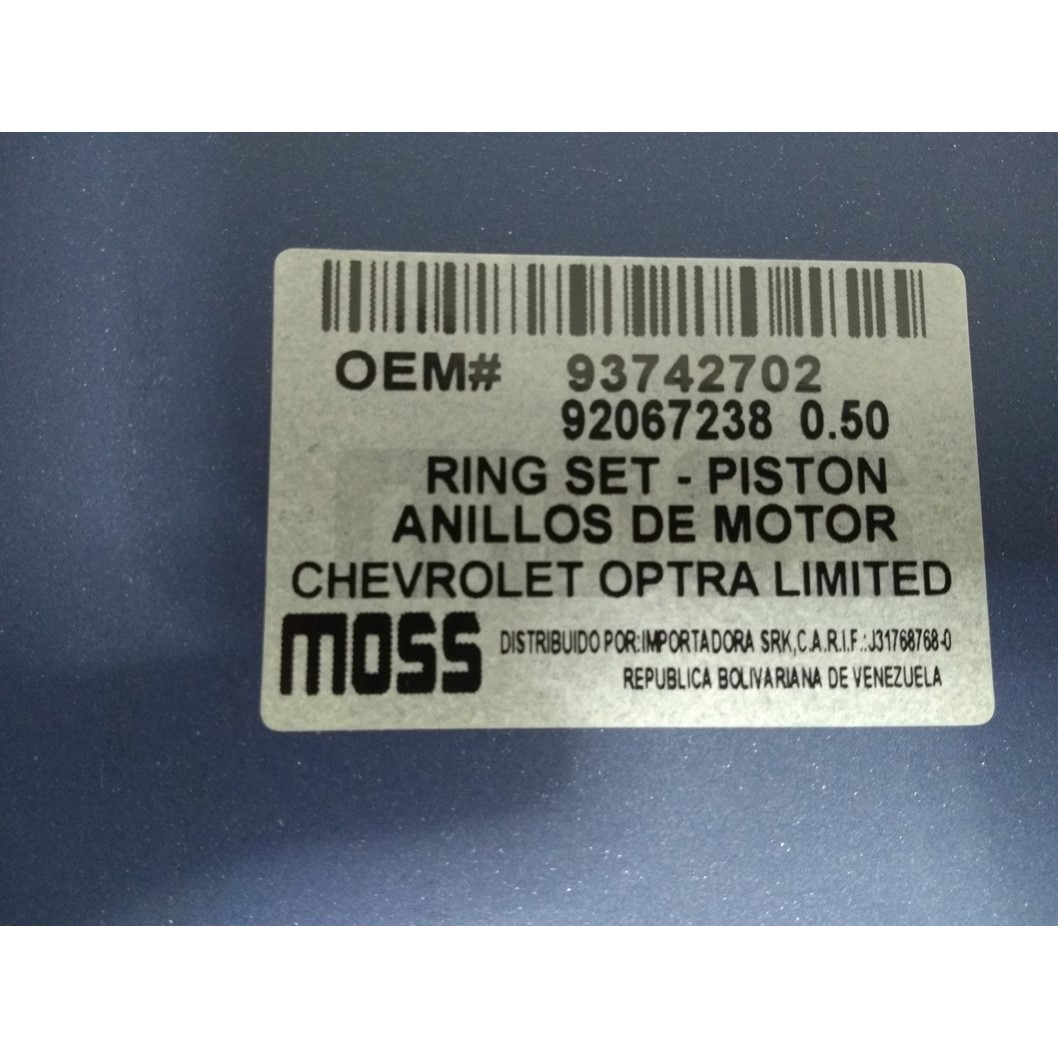 OEM# 93742702
92067238 0.50
RING SET - PISTON
ANILLOS DE MOTOR
CHEVROLET OPTRA LIMITED
MOSS DISTRIBUIDO POR:IMPORTADORA SRK,C.A.R.I.F.:J31768768-0
REPUBLICA BOLIVARIANA DE VENEZUELA